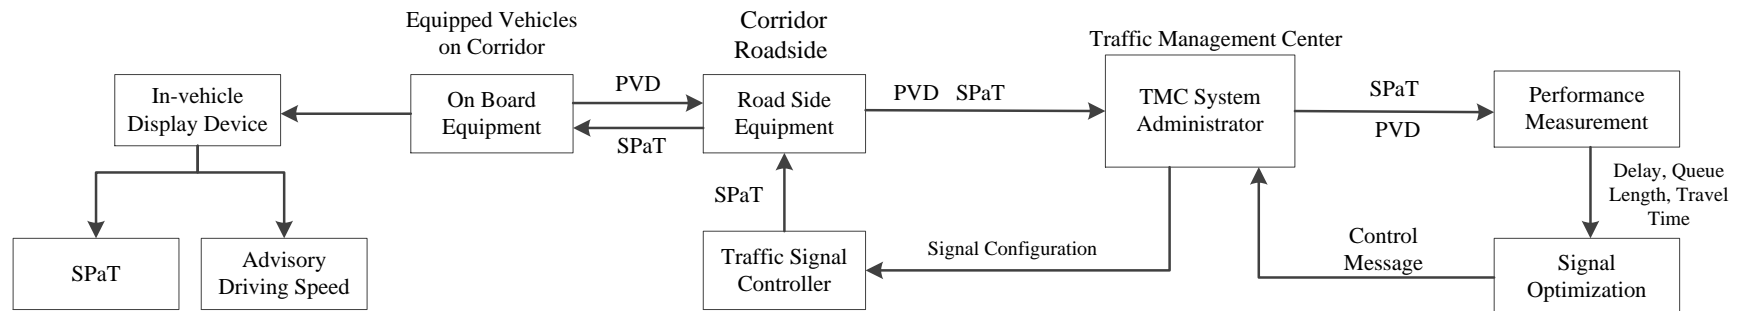 Equipped Vehicles
on Corridor
Corridor
Roadside
Traffic Management Center
In-vehicle
Display Device
On Board
Equipment
PVD
SPaT
Road Side
Equipment
PVD SPaT
TMC System
Administrator
SPaT
PVD
Performance
Measurement
SPaT
Delay, Queue
Length, Travel
Time
SPaT
Advisory
Driving Speed
Traffic Signal
Controller
Signal Configuration
Control
Message
Signal
Optimization